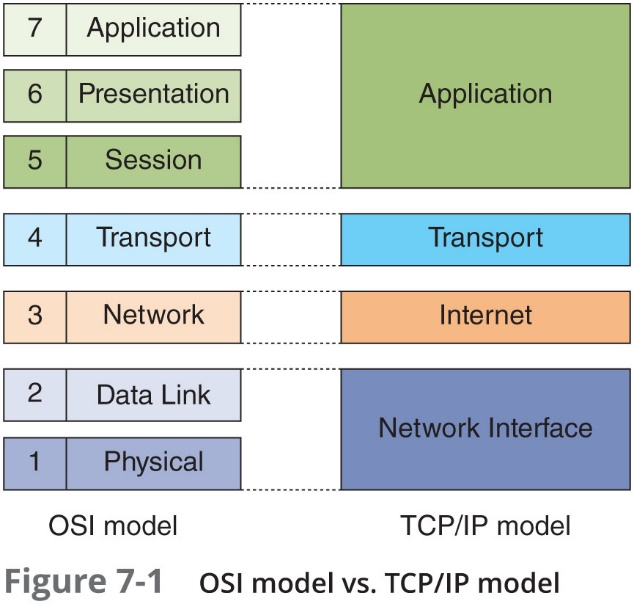 7 Application
6 Presentation
5 Session
4 Transport
3 Network
2 Data Link
1 Physical
OSI model
Application
Transport
Internet
Network Interface
TCP/IP model
Figure 7-1 OSI model vs. TCP/IP model